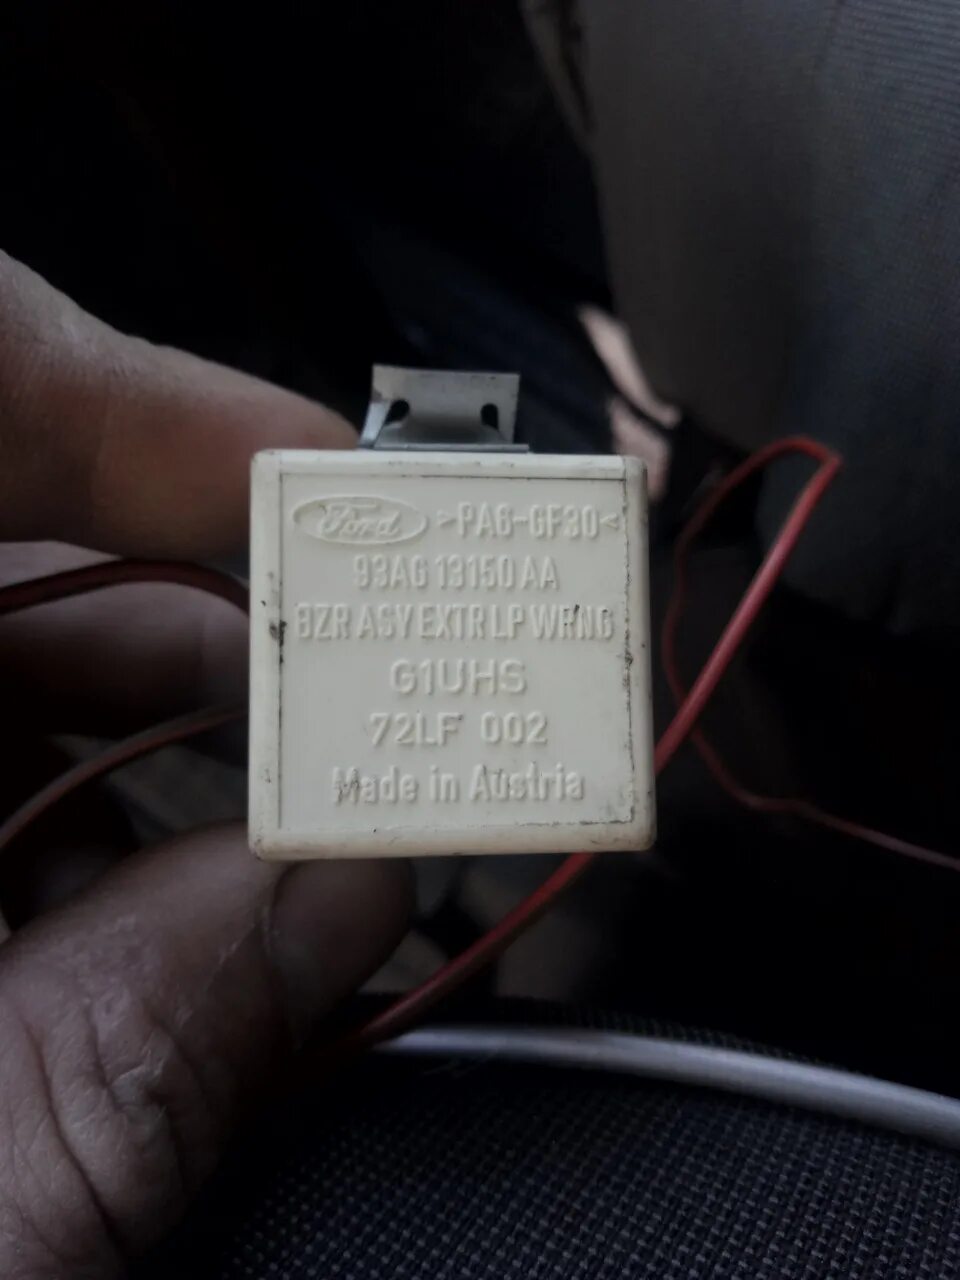 Ford >PA6-GF30<
93AG 13150 AA
BZR ASY EXTR LP WRNG
G1UHS
72LF 002
Made in Austria